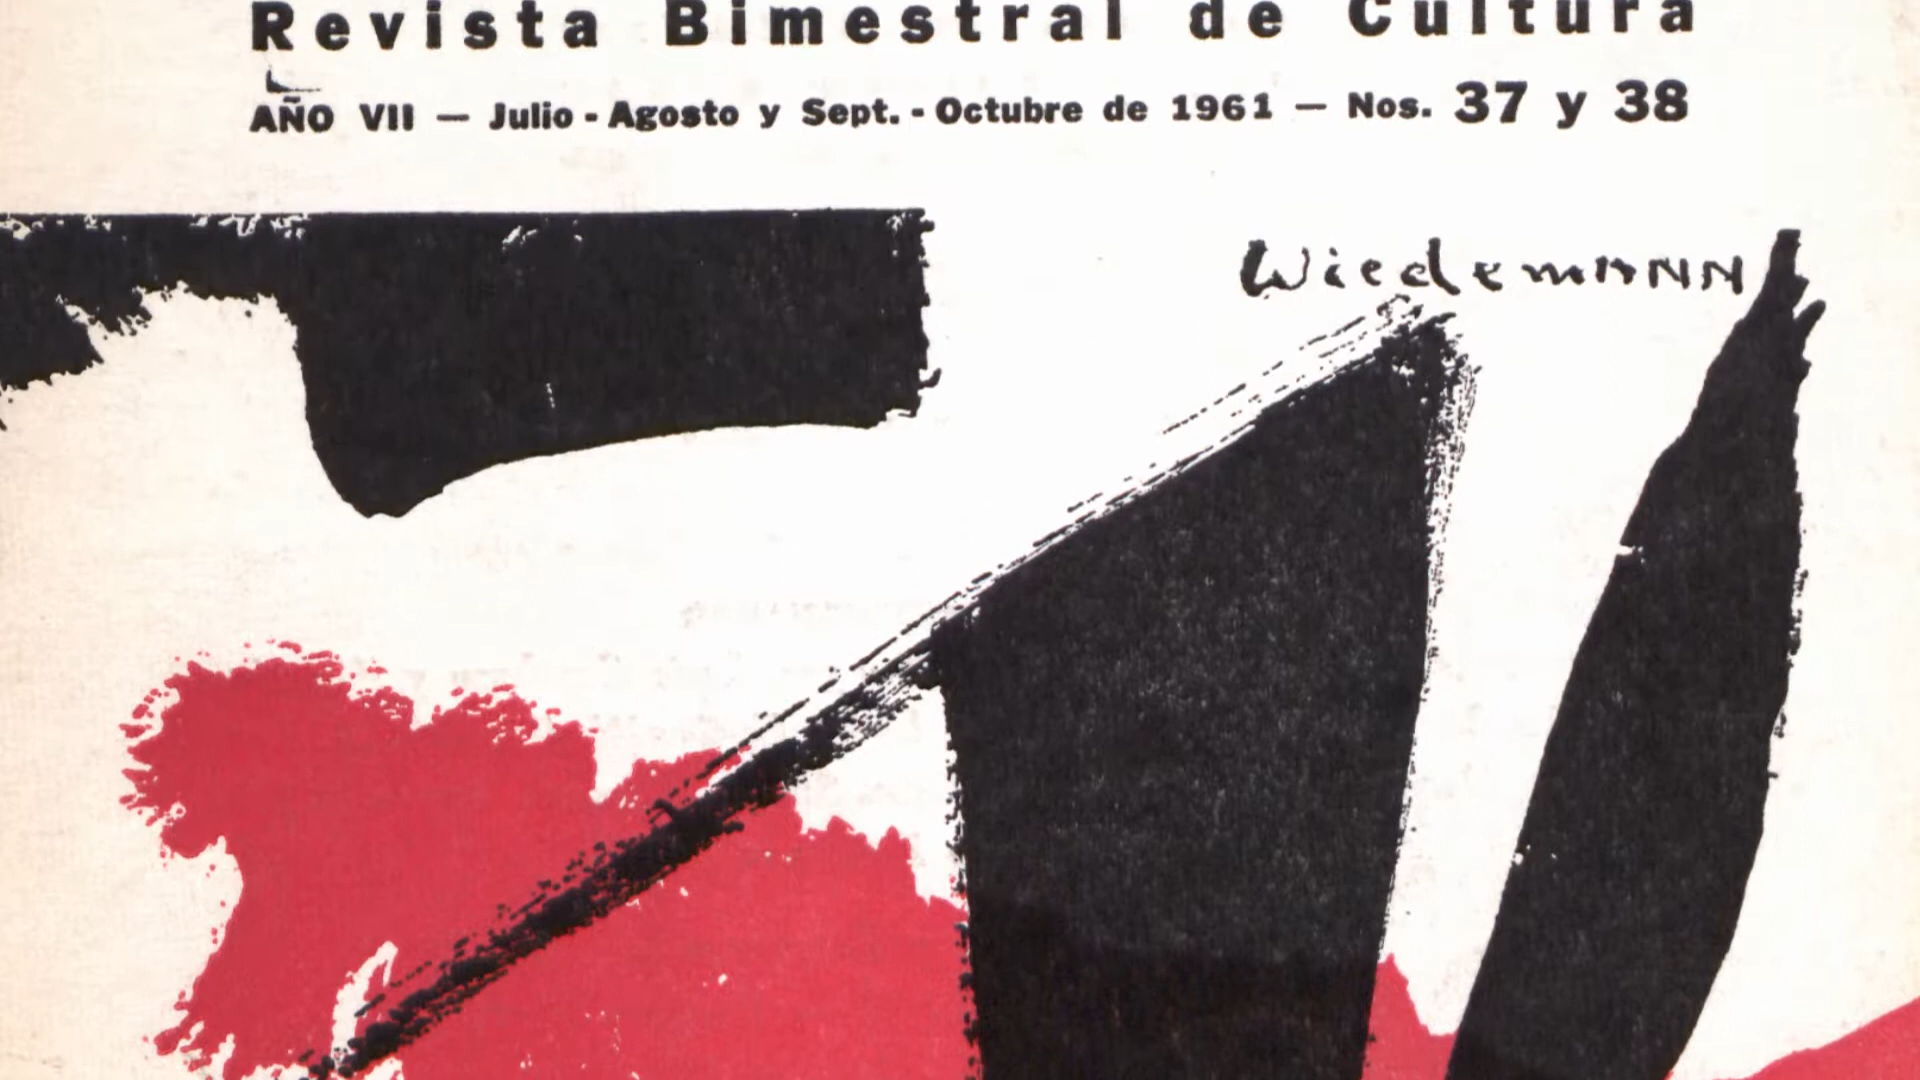 Revista Bimestral de Cultura
AÑO VII — Julio - Agosto y Sept. - Octubre de 1961 — Nos. 37 y 38
Wiedemann